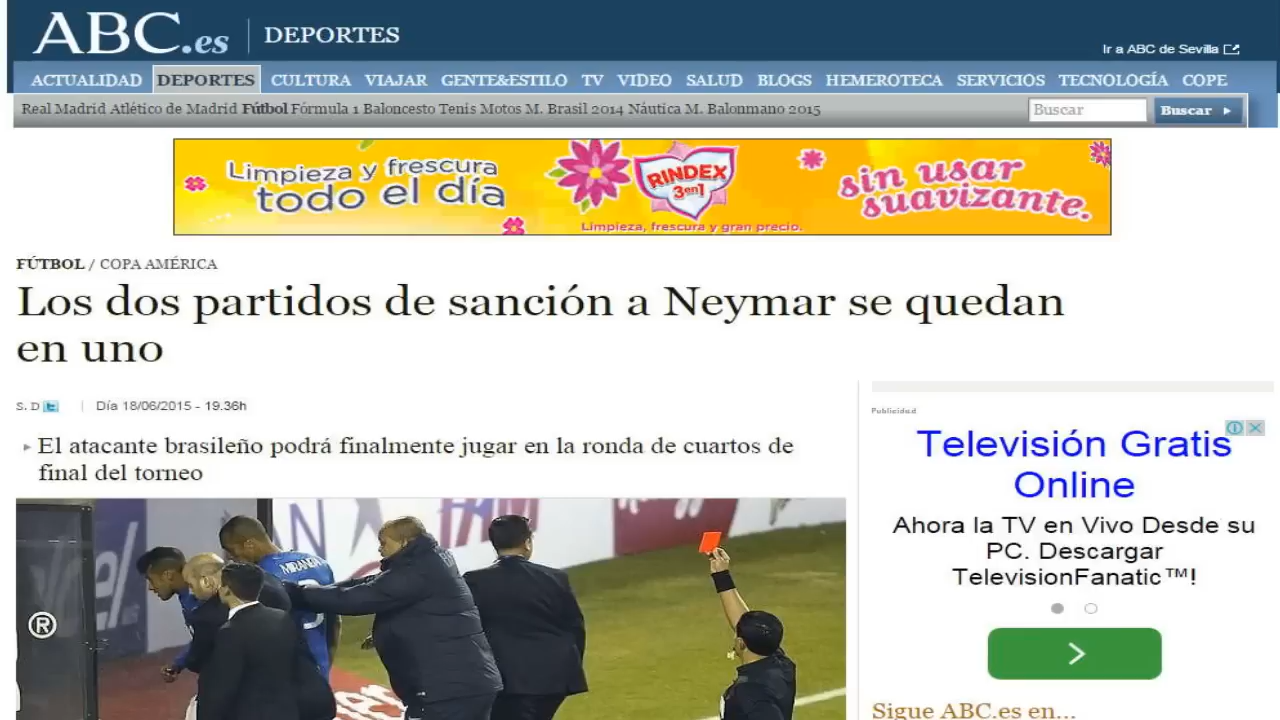 ABC.es DEPORTES
Ir a ABC de Sevilla
ACTUALIDAD DEPORTES CULTURA VIAJAR GENTE&ESTILO TV VIDEO SALUD BLOGS HEMEROTECA SERVICIOS TECNOLOGÍA COPE
Real Madrid Atlético de Madrid Fútbol Fórmula 1 Baloncesto Tenis Motos M. Brasil 2014 Náutica M. Balonmano 2015 Buscar Buscar
Limpieza y frescura
todo el día
RINDEX
3en1
Limpieza, frescura y gran precio.
sin usar
suavizante.
FÚTBOL / COPA AMÉRICA
Los dos partidos de sanción a Neymar se quedan
en uno
S. D | Día 18/06/2015 - 19.36h
El atacante brasileño podrá finalmente jugar en la ronda de cuartos de
final del torneo
MIRANDA
®
Publicidad
Televisión Gratis
Online
Ahora la TV en Vivo Desde su
PC. Descargar
TelevisionFanatic™!
Sigue ABC.es en...